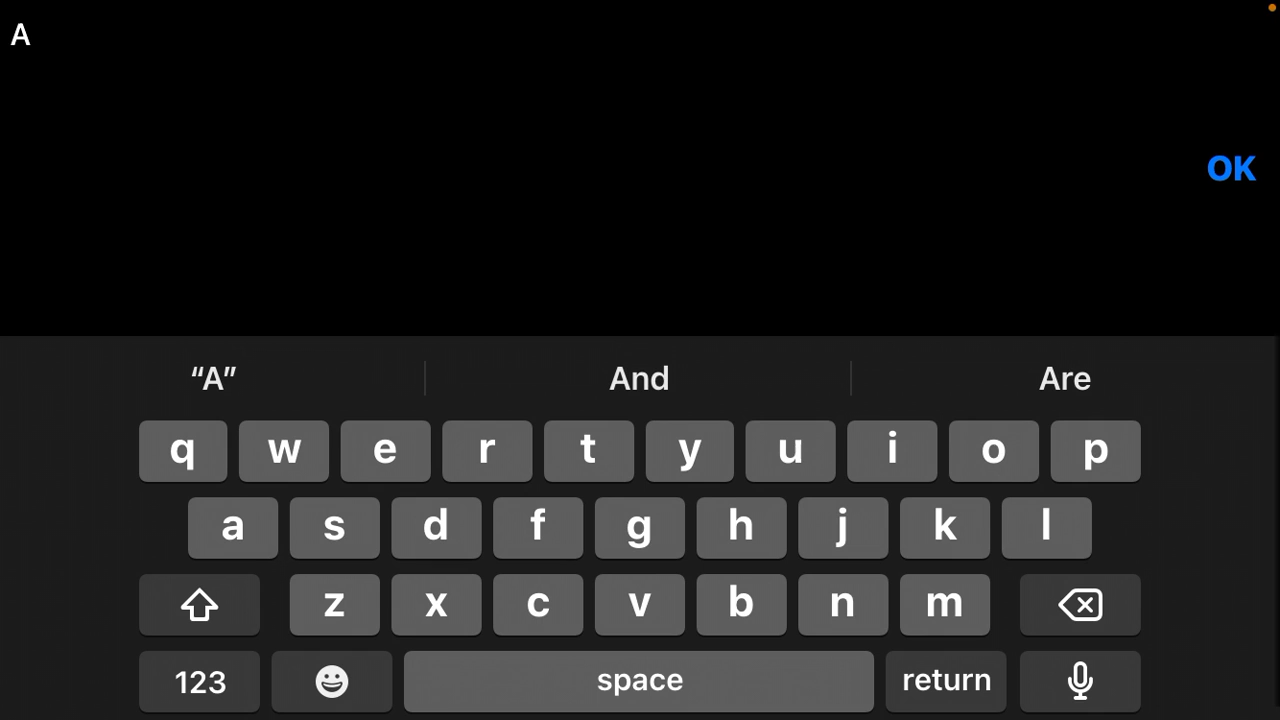 A
OK
“A” And Are
q w e r t y u i o p
a s d f g h j k l
z x c v b n m
123 space return